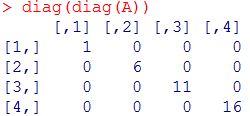 > diag(diag(A))
     [,1] [,2] [,3] [,4]
[1,]    1    0    0    0
[2,]    0    6    0    0
[3,]    0    0   11    0
[4,]    0    0    0   16